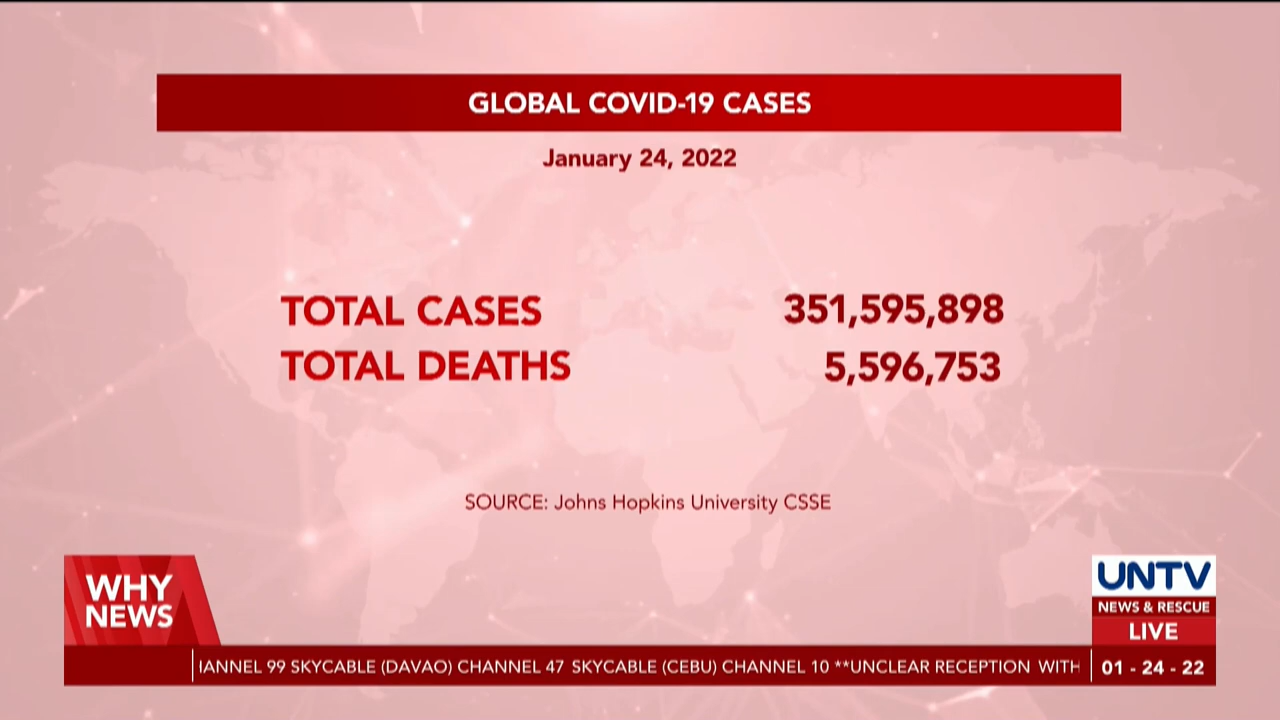 GLOBAL COVID-19 CASES
January 24, 2022
TOTAL CASES 351,595,898
TOTAL DEATHS 5,596,753
SOURCE: Johns Hopkins University CSSE
WHY
NEWS
UNTV
NEWS & RESCUE
LIVE
99 SKYCABLE (DAVAO) CHANNEL 47 SKYCABLE (CEBU) CHANNEL 10 **UNCLEAR RECEPTION WITH
01 - 24 - 22